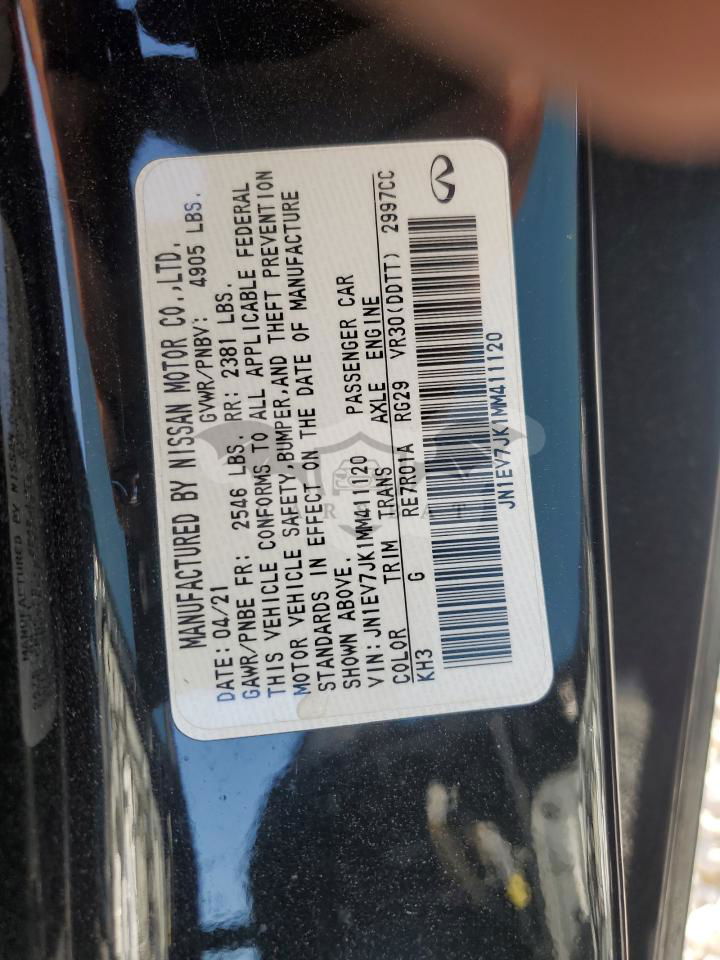 MANUFACTURED BY NISSAN MOTOR CO.,LTD.
DATE: 04/21 GVWR/PNBV: 4905 LBS.
GAWR/PNBE FR: 2546 LBS. RR: 2381 LBS.
THIS VEHICLE CONFORMS TO ALL APPLICABLE FEDERAL
MOTOR VEHICLE SAFETY,BUMPER,AND THEFT PREVENTION
STANDARDS IN EFFECT ON THE DATE OF MANUFACTURE
SHOWN ABOVE.
VIN: JN1EV7JK1MM411120 PASSENGER CAR
COLOR TRIM TRANS AXLE ENGINE
KH3 G RE7R01A RG29 VR30(DDTT) 2997CC
JN1EV7JK1MM411120